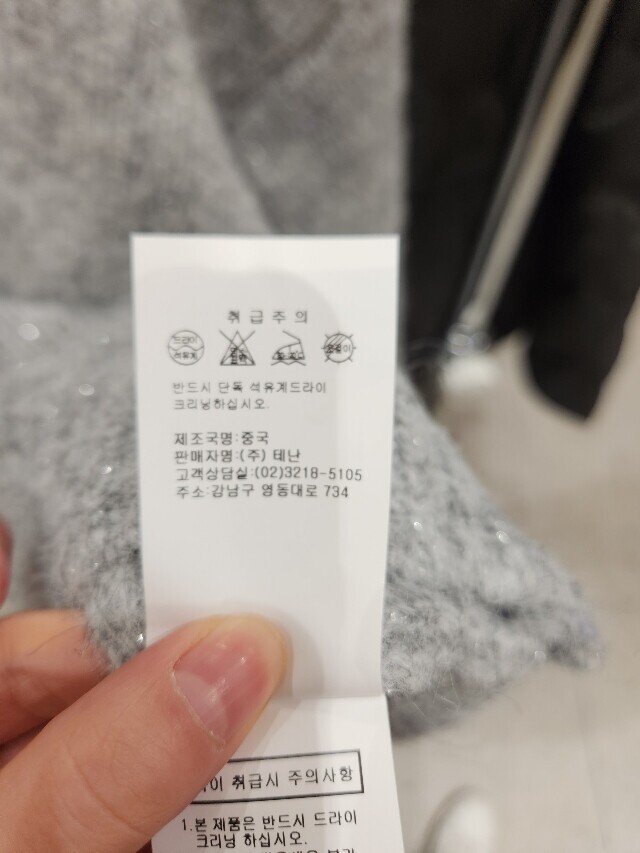 취급주의
드라이
석유계
반드시 단독 석유계드라이
크리닝하십시오.
제조국명:중국
판매자명:(주) 테난
고객상담실:(02)3218-5105
주소:강남구 영동대로 734
취급시 주의사항
1.본 제품은 반드시 드라이
크리닝 하십시오.